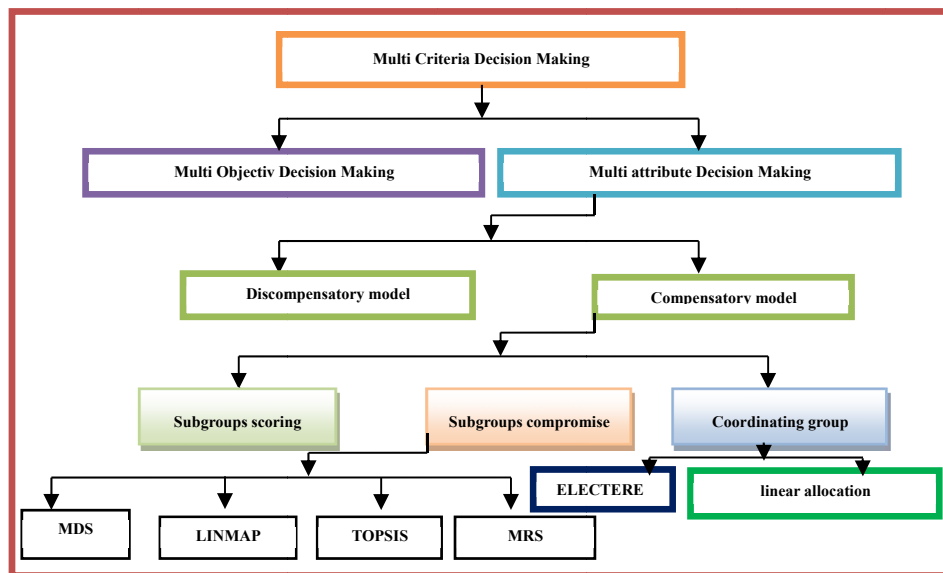 Multi Criteria Decision Making
Multi Objectiv Decision Making
Multi attribute Decision Making
Discompensatory model
Compensatory model
Subgroups scoring
Subgroups compromise
Coordinating group
ELECTERE
linear allocation
MDS
LINMAP
TOPSIS
MRS